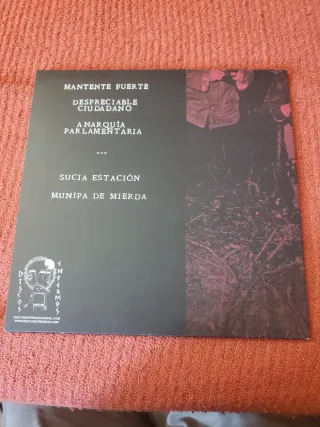 MANTENTE FUERTE
DESPRECIABLE
CIUDADANO
ANARQUÍA
PARLAMENTARIA
...
SUCIA ESTACIÓN
MUNIPA DE MIERDA
DISCOS
ENFERMOS